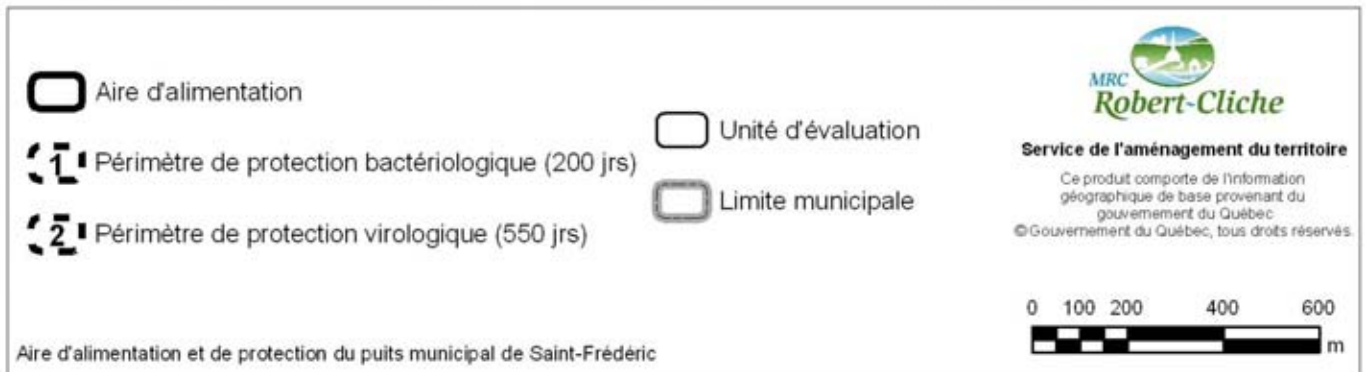 Aire d'alimentation
1 Périmètre de protection bactériologique (200 jrs)
2 Périmètre de protection virologique (550 jrs)
Unité d'évaluation
Limite municipale
MRC
Robert-Cliche
Service de l'aménagement du territoire
Ce produit comporte de l'information
géographique de base provenant du
gouvernement du Québec
©Gouvernement du Québec, tous droits réservés.
0 100 200 400 600
m
Aire d'alimentation et de protection du puits municipal de Saint-Frédéric